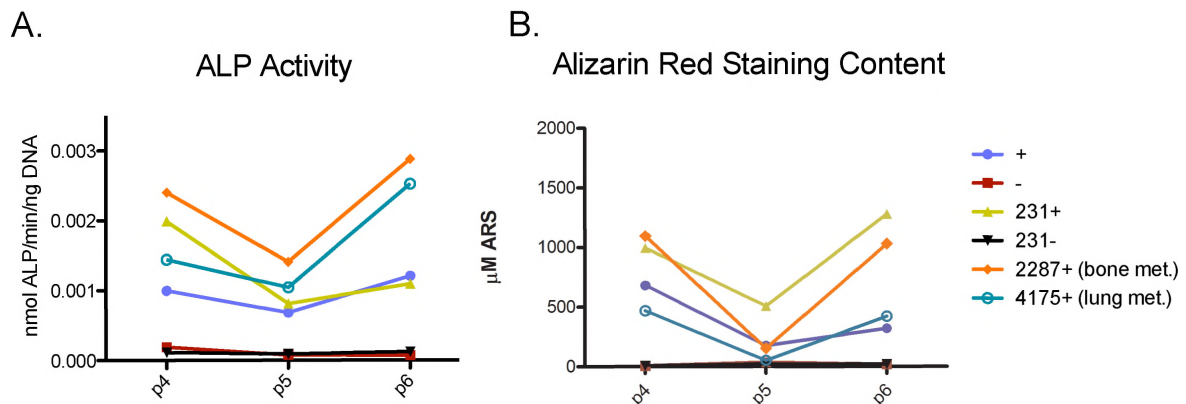 A.
ALP Activity
nmol ALP/min/ng DNA
0.003
0.002
0.001
0.000
p4
p5
p6
B.
Alizarin Red Staining Content
μM ARS
2000
1500
1000
500
0
p4
p5
p6
+
-
231+
231-
2287+ (bone met.)
4175+ (lung met.)